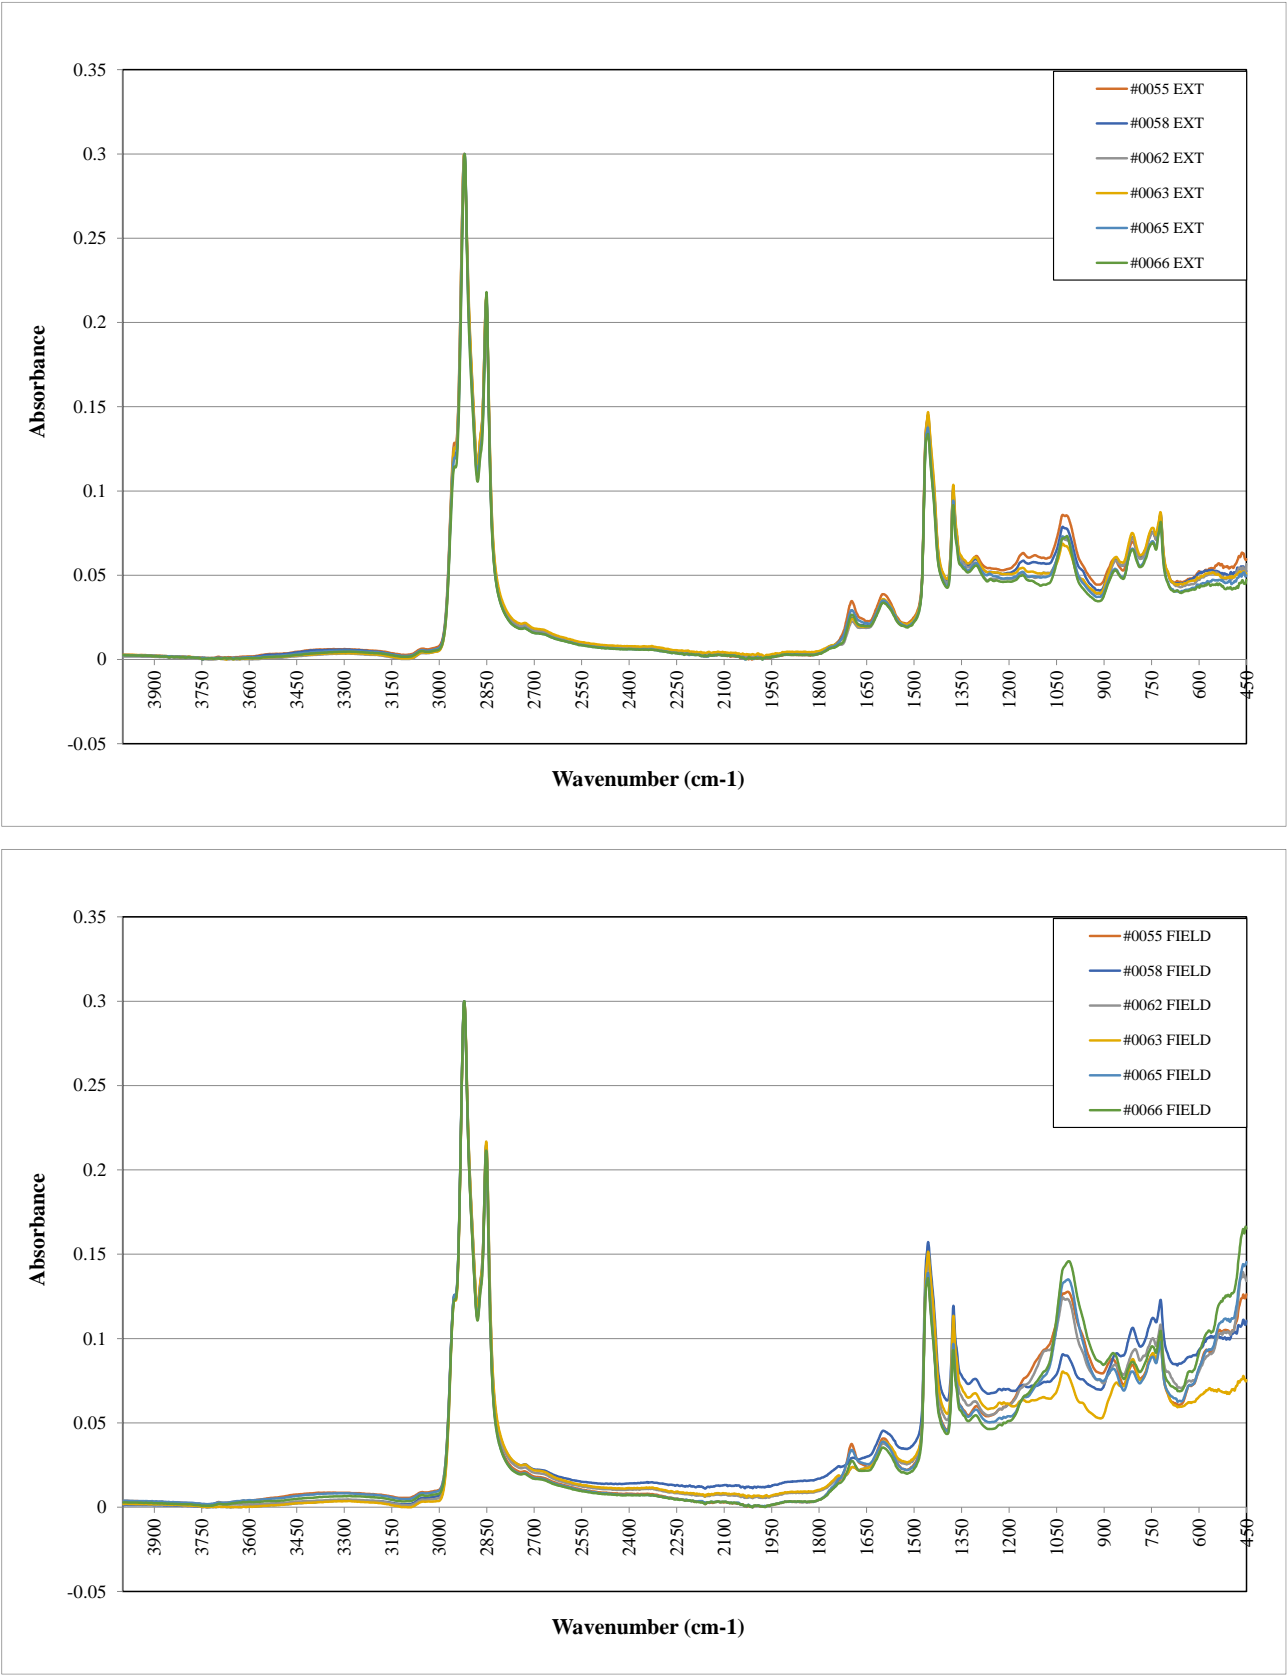 0.35
0.3
0.25
0.2
0.15
0.1
0.05
0
-0.05
Absorbance
3900 3750 3600 3450 3300 3150 3000 2850 2700 2550 2400 2250 2100 1950 1800 1650 1500 1350 1200 1050 900 750 600 450
Wavenumber (cm-1)
#0055 EXT
#0058 EXT
#0062 EXT
#0063 EXT
#0065 EXT
#0066 EXT
0.35
0.3
0.25
0.2
0.15
0.1
0.05
0
-0.05
Absorbance
3900 3750 3600 3450 3300 3150 3000 2850 2700 2550 2400 2250 2100 1950 1800 1650 1500 1350 1200 1050 900 750 600 450
Wavenumber (cm-1)
#0055 FIELD
#0058 FIELD
#0062 FIELD
#0063 FIELD
#0065 FIELD
#0066 FIELD